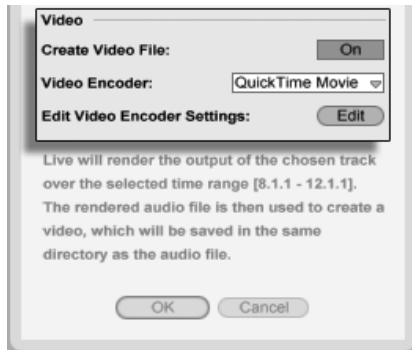 Video
Create Video File: On
Video Encoder: QuickTime Movie
Edit Video Encoder Settings: Edit
Live will render the output of the chosen track
over the selected time range [8.1.1 - 12.1.1].
The rendered audio file is then used to create a
video, which will be saved in the same
directory as the audio file.
OK Cancel